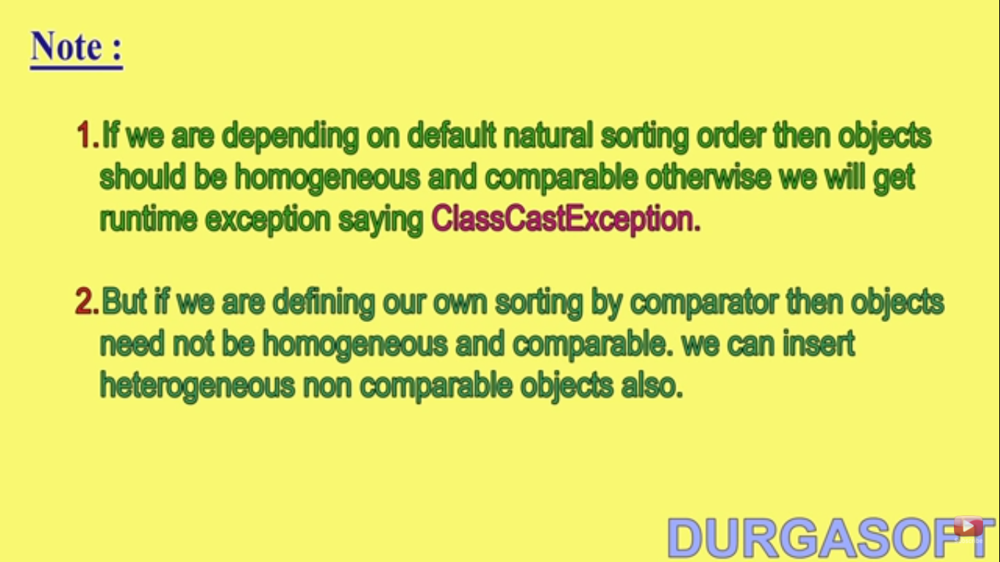 Note :
1.If we are depending on default natural sorting order then objects
should be homogeneous and comparable otherwise we will get
runtime exception saying ClassCastException.
2.But if we are defining our own sorting by comparator then objects
need not be homogeneous and comparable. we can insert
heterogeneous non comparable objects also.
DURGASOFT